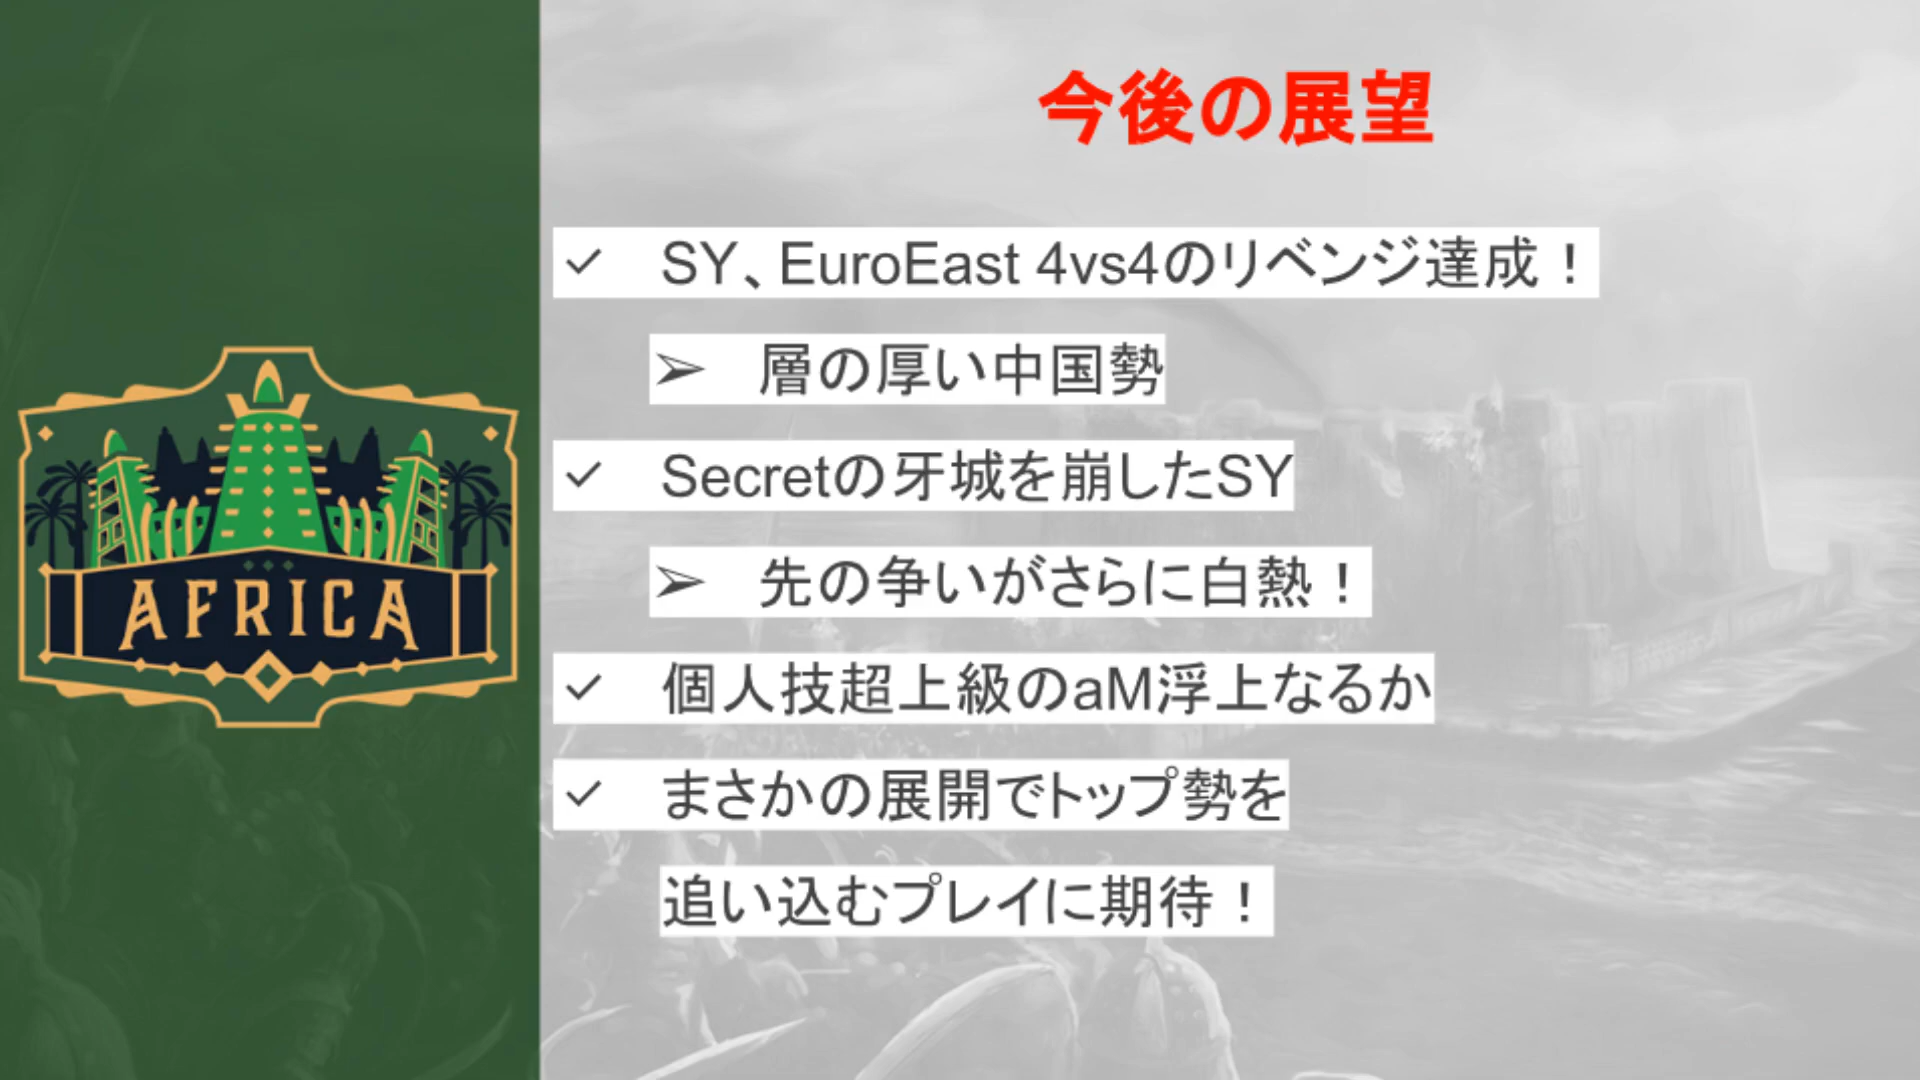 今後の展望
✓ SY、EuroEast 4vs4のリベンジ達成！
➢ 層の厚い中国勢
✓ Secretの牙城を崩したSY
➢ 先の争いがさらに白熱！
✓ 個人技超上級のaM浮上なるか
✓ まさかの展開でトップ勢を
追い込むプレイに期待！
AFRICA